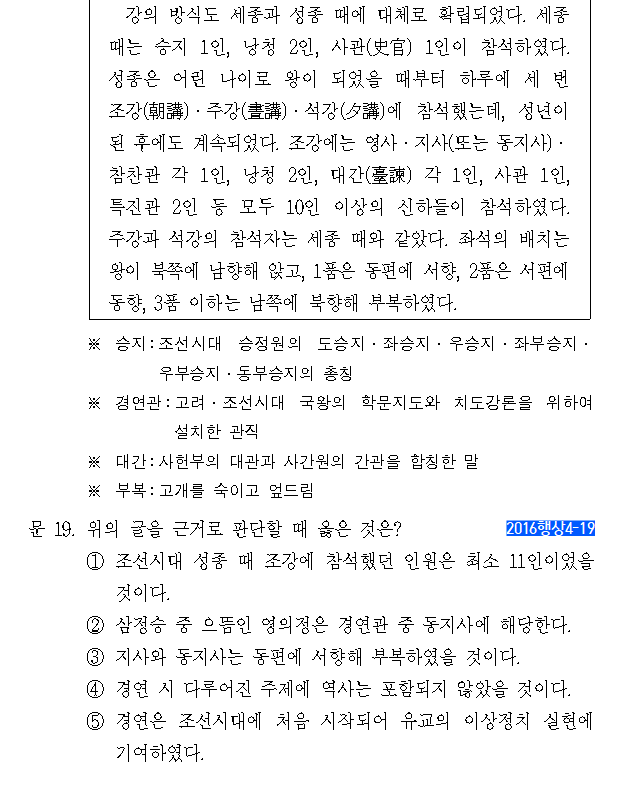 강의 방식도 세종과 성종 때에 대체로 확립되었다. 세종
때는 승지 1인, 낭청 2인, 사관(史官) 1인이 참석하였다.
성종은 어린 나이로 왕이 되었을 때부터 하루에 세 번
조강(朝講)·주강(晝講)·석강(夕講)에 참석했는데, 성년이
된 후에도 계속되었다. 조강에는 영사·지사(또는 동지사)·
참찬관 각 1인, 낭청 2인, 대간(臺諫) 각 1인, 사관 1인,
특진관 2인 등 모두 10인 이상의 신하들이 참석하였다.
주강과 석강의 참석자는 세종 때와 같았다. 좌석의 배치는
왕이 북쪽에 남향해 앉고, 1품은 동편에 서향, 2품은 서편에
동향, 3품 이하는 남쪽에 북향해 부복하였다.
※ 승지:조선시대 승정원의 도승지·좌승지·우승지·좌부승지·
우부승지·동부승지의 총칭
※ 경연관:고려·조선시대 국왕의 학문지도와 치도강론을 위하여
설치한 관직
※ 대간:사헌부의 대관과 사간원의 간관을 합칭한 말
※ 부복:고개를 숙이고 엎드림
문 19. 위의 글을 근거로 판단할 때 옳은 것은? 2016행상4-19
① 조선시대 성종 때 조강에 참석했던 인원은 최소 11인이었을
것이다.
② 삼정승 중 으뜸인 영의정은 경연관 중 동지사에 해당한다.
③ 지사와 동지사는 동편에 서향해 부복하였을 것이다.
④ 경연 시 다루어진 주제에 역사는 포함되지 않았을 것이다.
⑤ 경연은 조선시대에 처음 시작되어 유교의 이상정치 실현에
기여하였다.